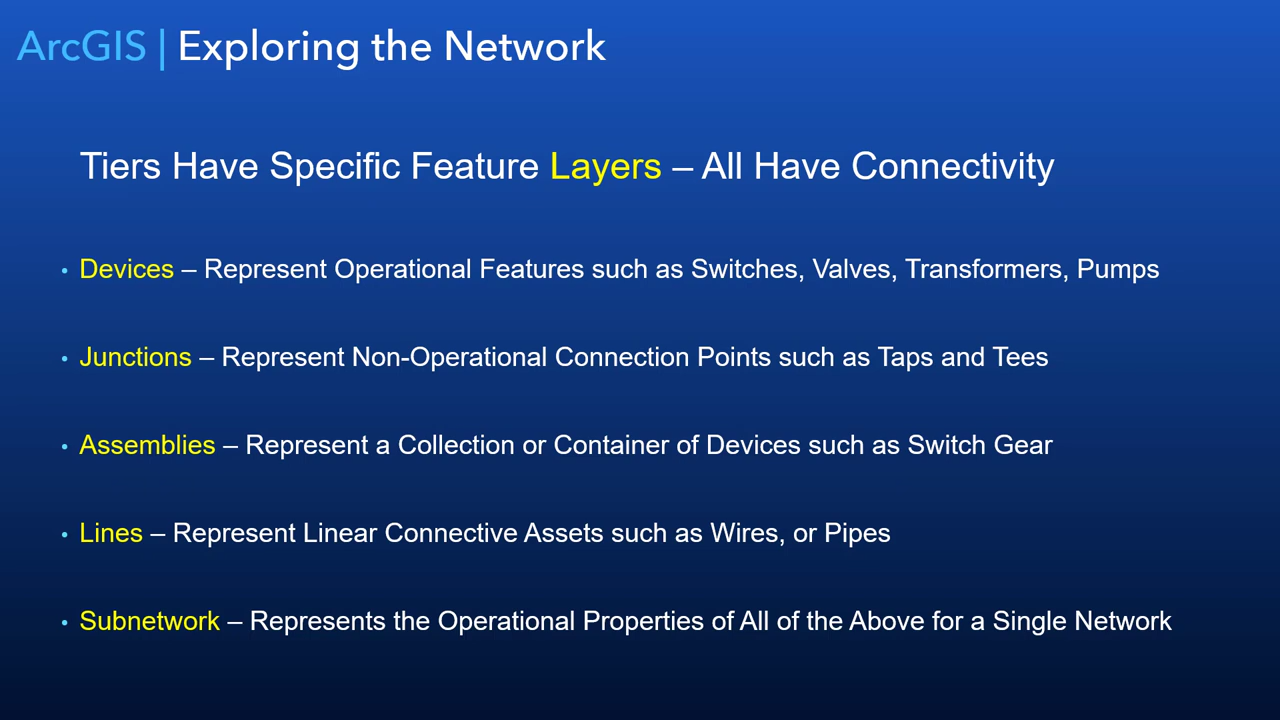 ArcGIS | Exploring the Network
Tiers Have Specific Feature Layers – All Have Connectivity
• Devices – Represent Operational Features such as Switches, Valves, Transformers, Pumps
• Junctions – Represent Non-Operational Connection Points such as Taps and Tees
• Assemblies – Represent a Collection or Container of Devices such as Switch Gear
• Lines – Represent Linear Connective Assets such as Wires, or Pipes
• Subnetwork – Represents the Operational Properties of All of the Above for a Single Network